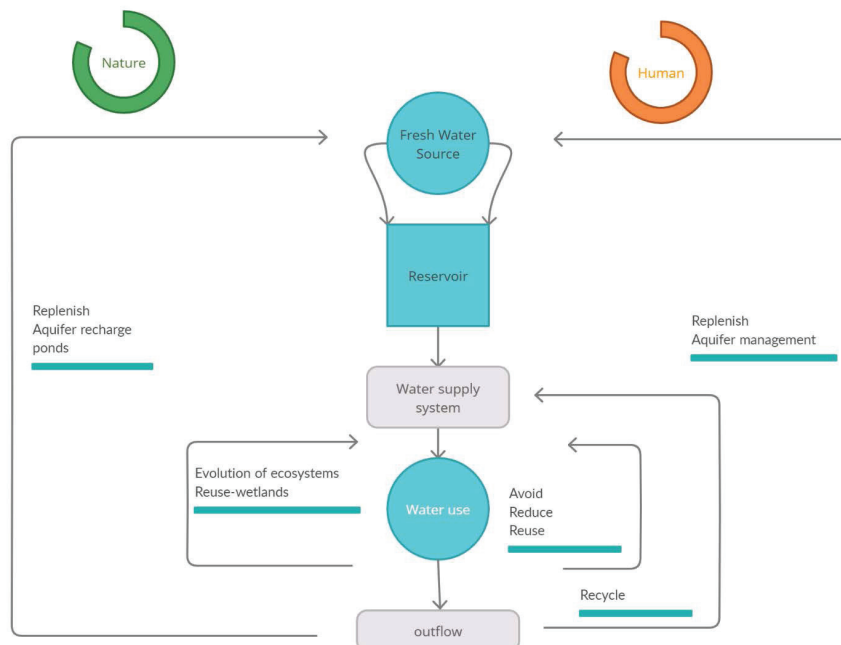 Nature
Human
Fresh Water
Source
Reservoir
Replenish
Aquifer recharge
ponds
Replenish
Aquifer management
Water supply
system
Evolution of ecosystems
Reuse-wetlands
Water use
Avoid
Reduce
Reuse
Recycle
outflow